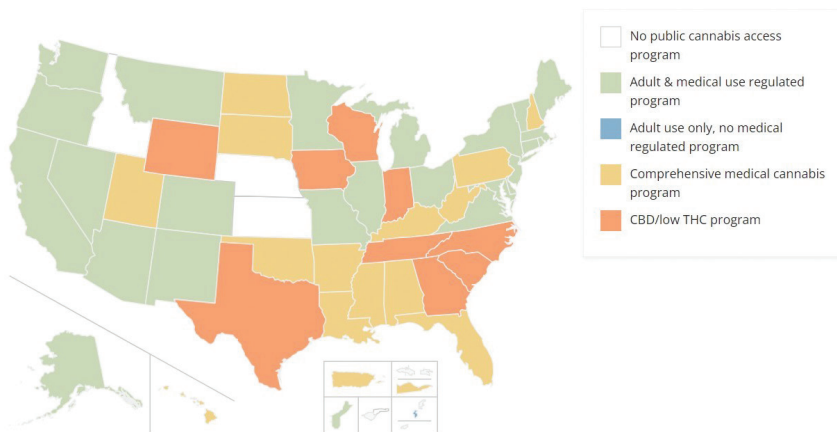 No public cannabis access
program
Adult & medical use regulated
program
Adult use only, no medical
regulated program
Comprehensive medical cannabis
program
CBD/low THC program